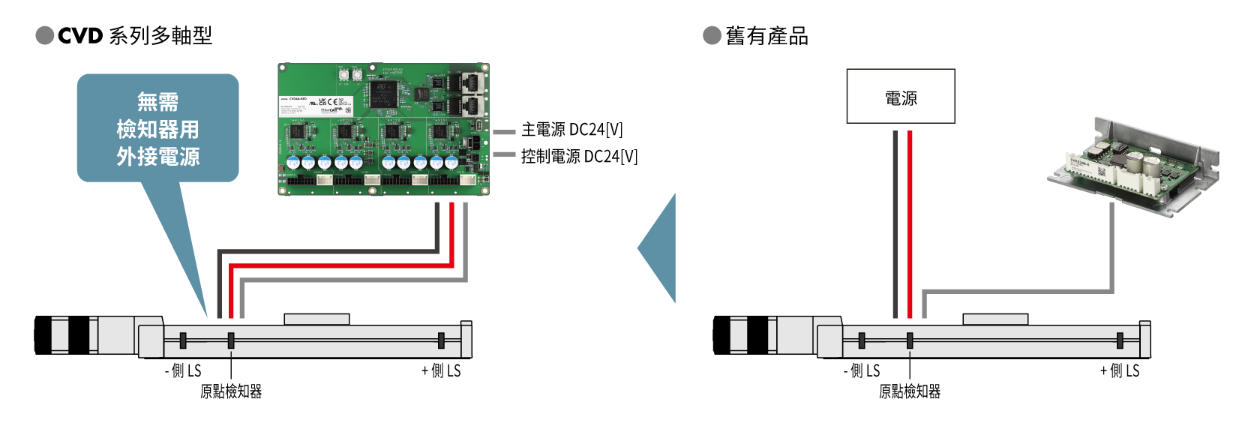 CVD 系列多軸型
無需
檢知器用
外接電源
主電源 DC24[V]
控制電源 DC24[V]
- 側 LS
原點檢知器
+ 側 LS
舊有產品
電源
- 側 LS
原點檢知器
+ 側 LS